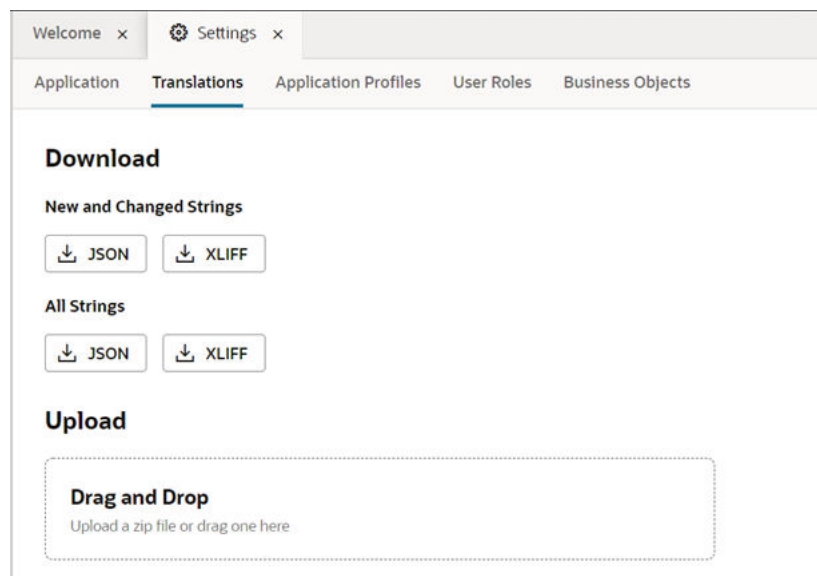 Welcome x Settings x
Application Translations Application Profiles User Roles Business Objects
Download
New and Changed Strings
JSON XLIFF
All Strings
JSON XLIFF
Upload
Drag and Drop
Upload a zip file or drag one here